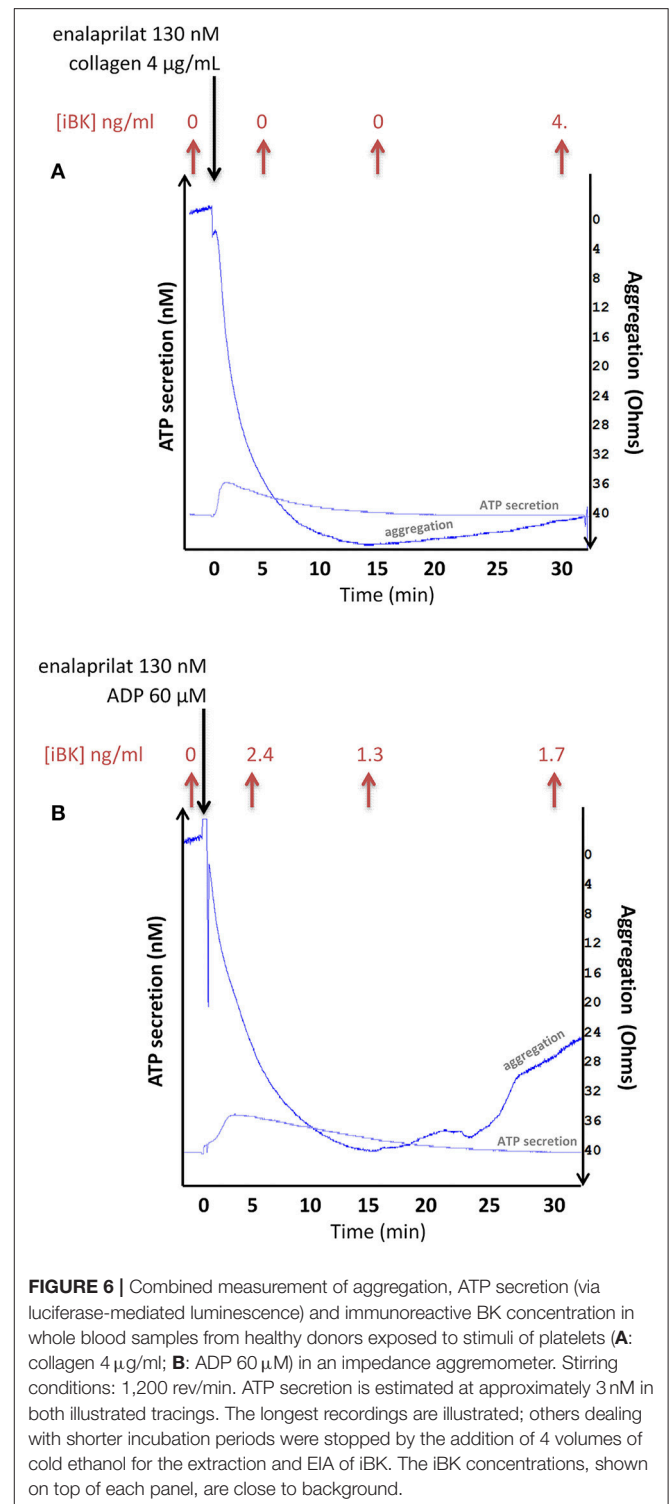 enalaprilat 130 nM
collagen 4 µg/mL
[iBK] ng/ml 0 0 0 4.
A
0
4
8
12
16
20
24
28
32
36
40
ATP secretion (nM)
Aggregation (Ohms)
ATP secretion
aggregation
0 5 10 15 20 25 30
Time (min)
enalaprilat 130 nM
ADP 60 µM
[iBK] ng/ml 0 2.4 1.3 1.7
B
0
4
8
12
16
20
24
28
32
36
40
ATP secretion (nM)
Aggregation (Ohms)
aggregation
ATP secretion
0 5 10 15 20 25 30
Time (min)
FIGURE 6 | Combined measurement of aggregation, ATP secretion (via
luciferase-mediated luminescence) and immunoreactive BK concentration in
whole blood samples from healthy donors exposed to stimuli of platelets (A:
collagen 4 µg/ml; B: ADP 60 µM) in an impedance aggremometer. Stirring
conditions: 1,200 rev/min. ATP secretion is estimated at approximately 3 nM in
both illustrated tracings. The longest recordings are illustrated; others dealing
with shorter incubation periods were stopped by the addition of 4 volumes of
cold ethanol for the extraction and EIA of iBK. The iBK concentrations, shown
on top of each panel, are close to background.